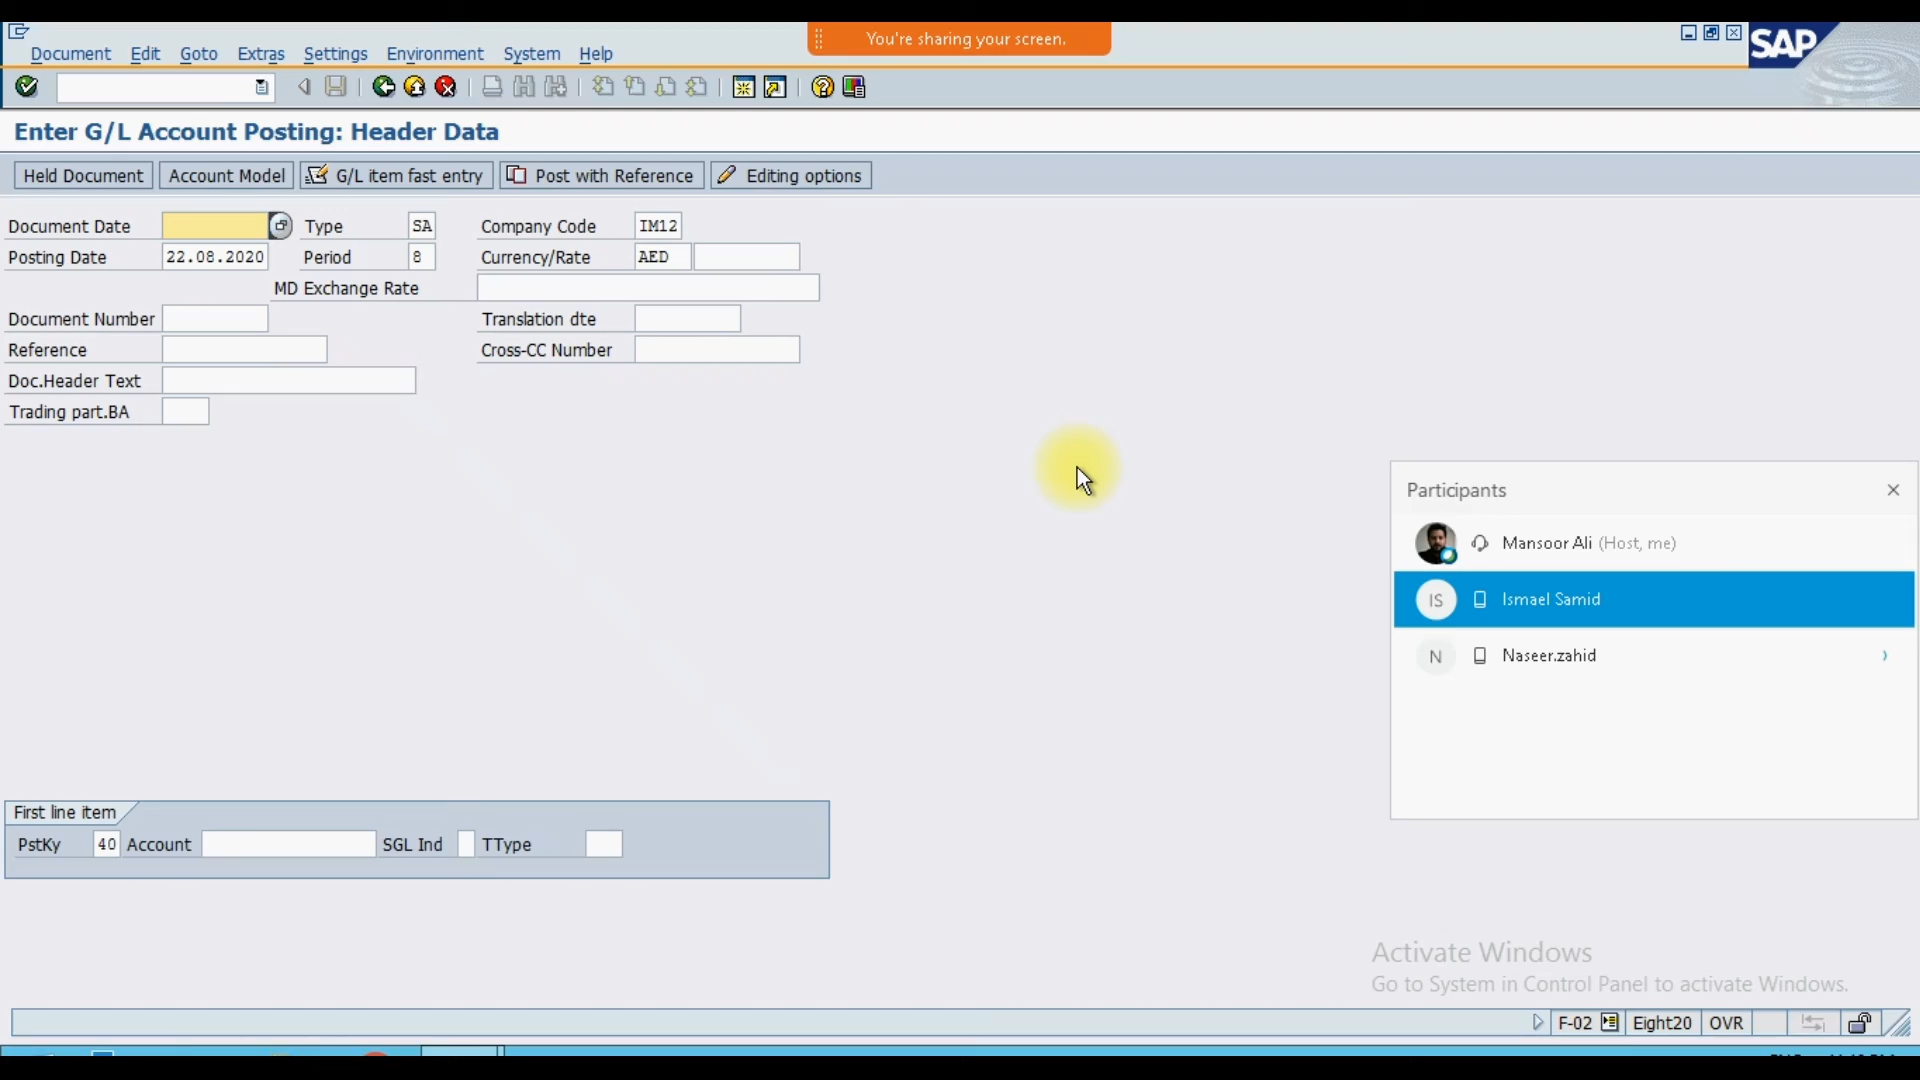 You're sharing your screen.
Document Edit Goto Extras Settings Environment System Help
SAP
Enter G/L Account Posting: Header Data
Held Document Account Model G/L item fast entry Post with Reference Editing options
Document Date Type SA Company Code IM12
Posting Date 22.08.2020 Period 8 Currency/Rate AED
MD Exchange Rate
Document Number Translation dte
Reference Cross-CC Number
Doc.Header Text
Trading part.BA
Participants
Mansoor Ali (Host, me)
IS Ismael Samid
N Naseer.zahid
First line item
PstKy 40 Account SGL Ind TType
Activate Windows
Go to System in Control Panel to activate Windows.
F-02 Eight20 OVR